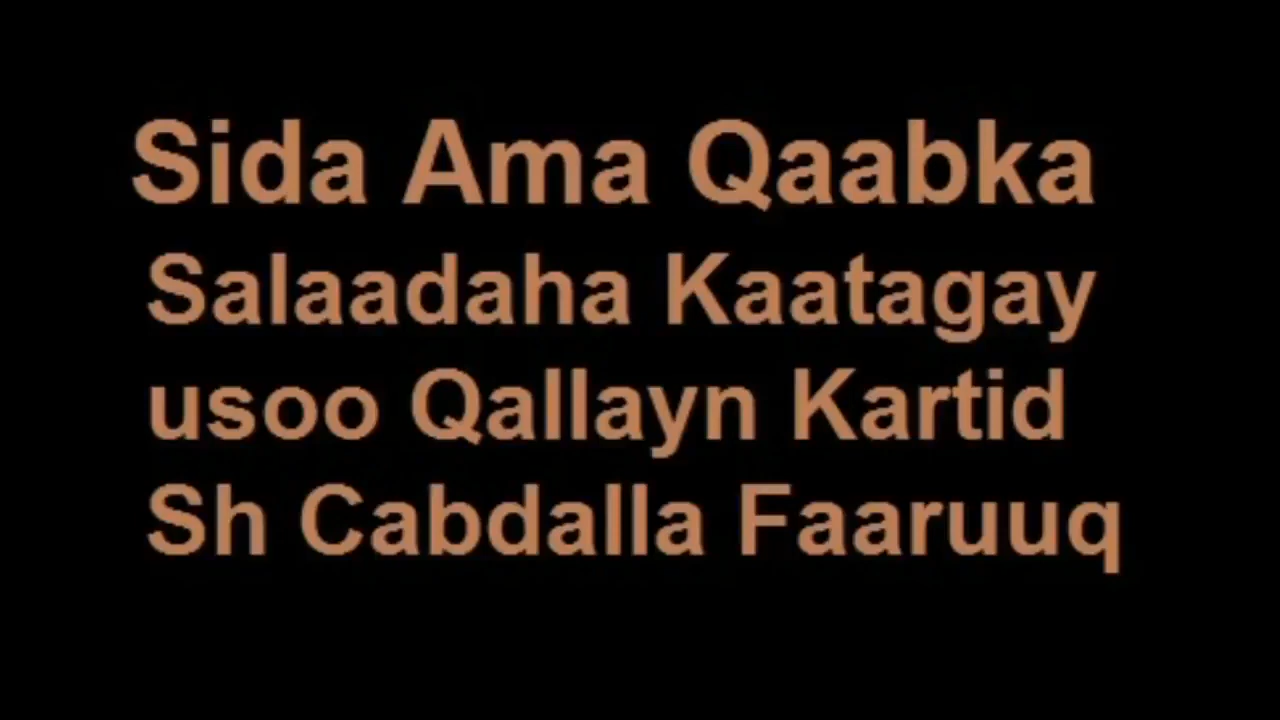 Sida Ama Qaabka
Salaadaha Kaatagay
usoo Qallayn Kartid
Sh Cabdalla Faaruuq